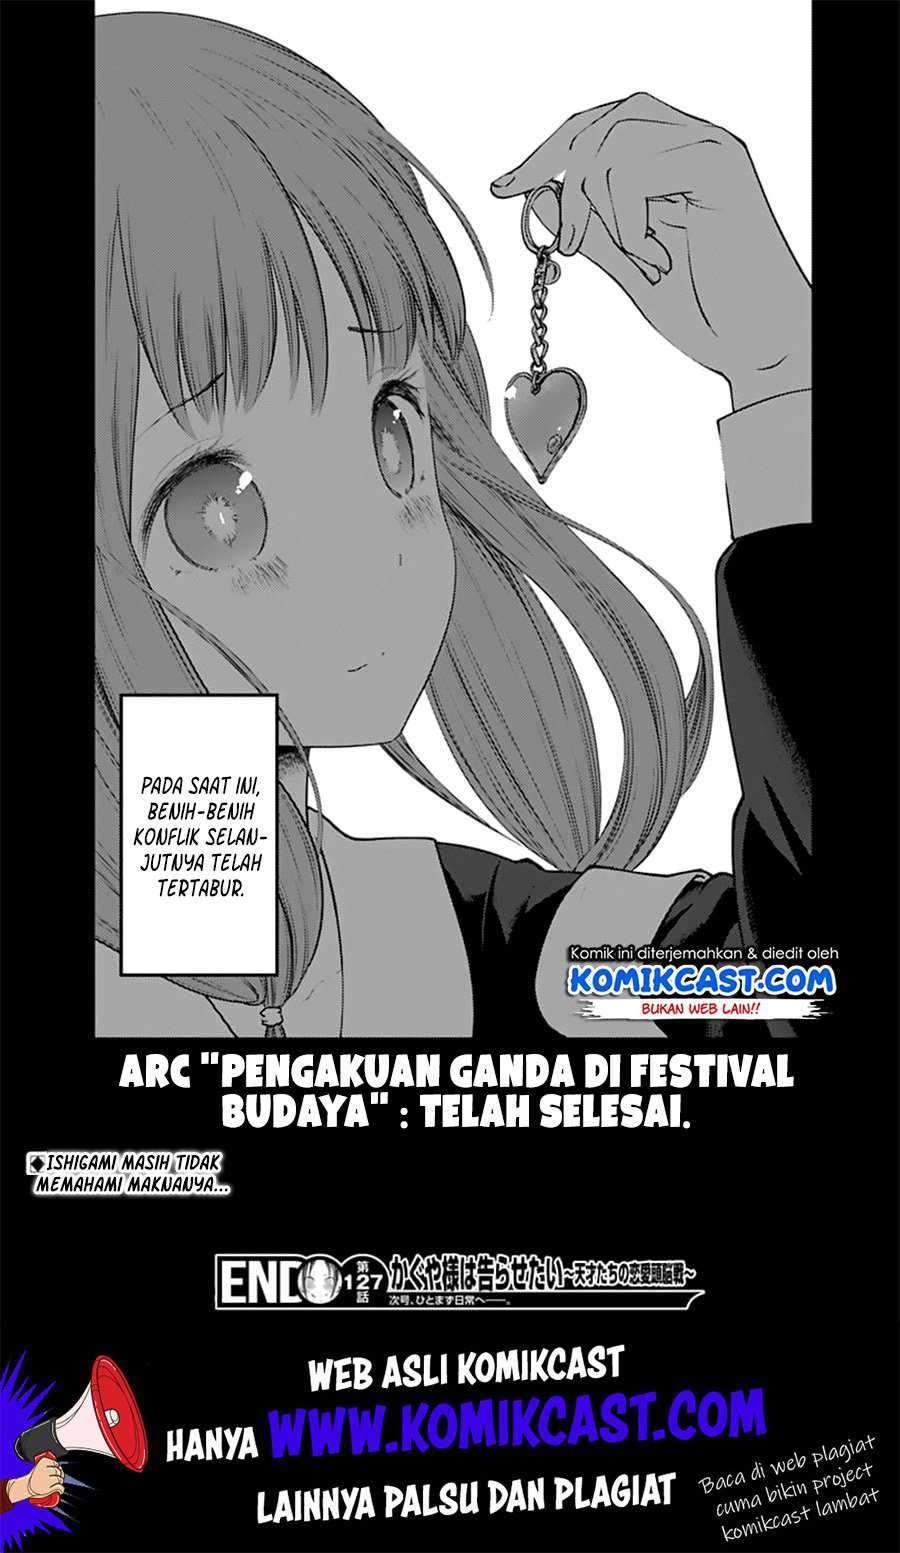 PADA SAAT INI,
BENIH-BENIH
KONFLIK SELAN-
JUTNYA TELAH
TERTABUR.
Komik ini diterjemahkan & diedit oleh
KOMIKCAST.COM
BUKAN WEB LAIN!!
ARC "PENGAKUAN GANDA DI FESTIVAL
BUDAYA" : TELAH SELESAI.
ISHIGAMI MASIH TIDAK
MEMAHAMI MAKNANYA...
END 第127話 かぐや様は告らせたい～天才たちの恋愛頭脳戦～
次号、ひとまず日常へ――。
WEB ASLI KOMIKCAST
HANYA WWW.KOMIKCAST.COM
LAINNYA PALSU DAN PLAGIAT
Baca di web plagiat
cuma bikin project
komikcast lambat